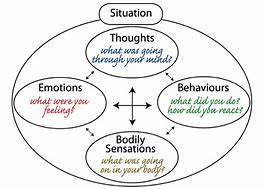 Situation
Thoughts
what was going
through your mind?
Emotions
what were you
feeling?
Behaviours
what did you do?
how did you react?
Bodily
Sensations
what was going
on in your body?